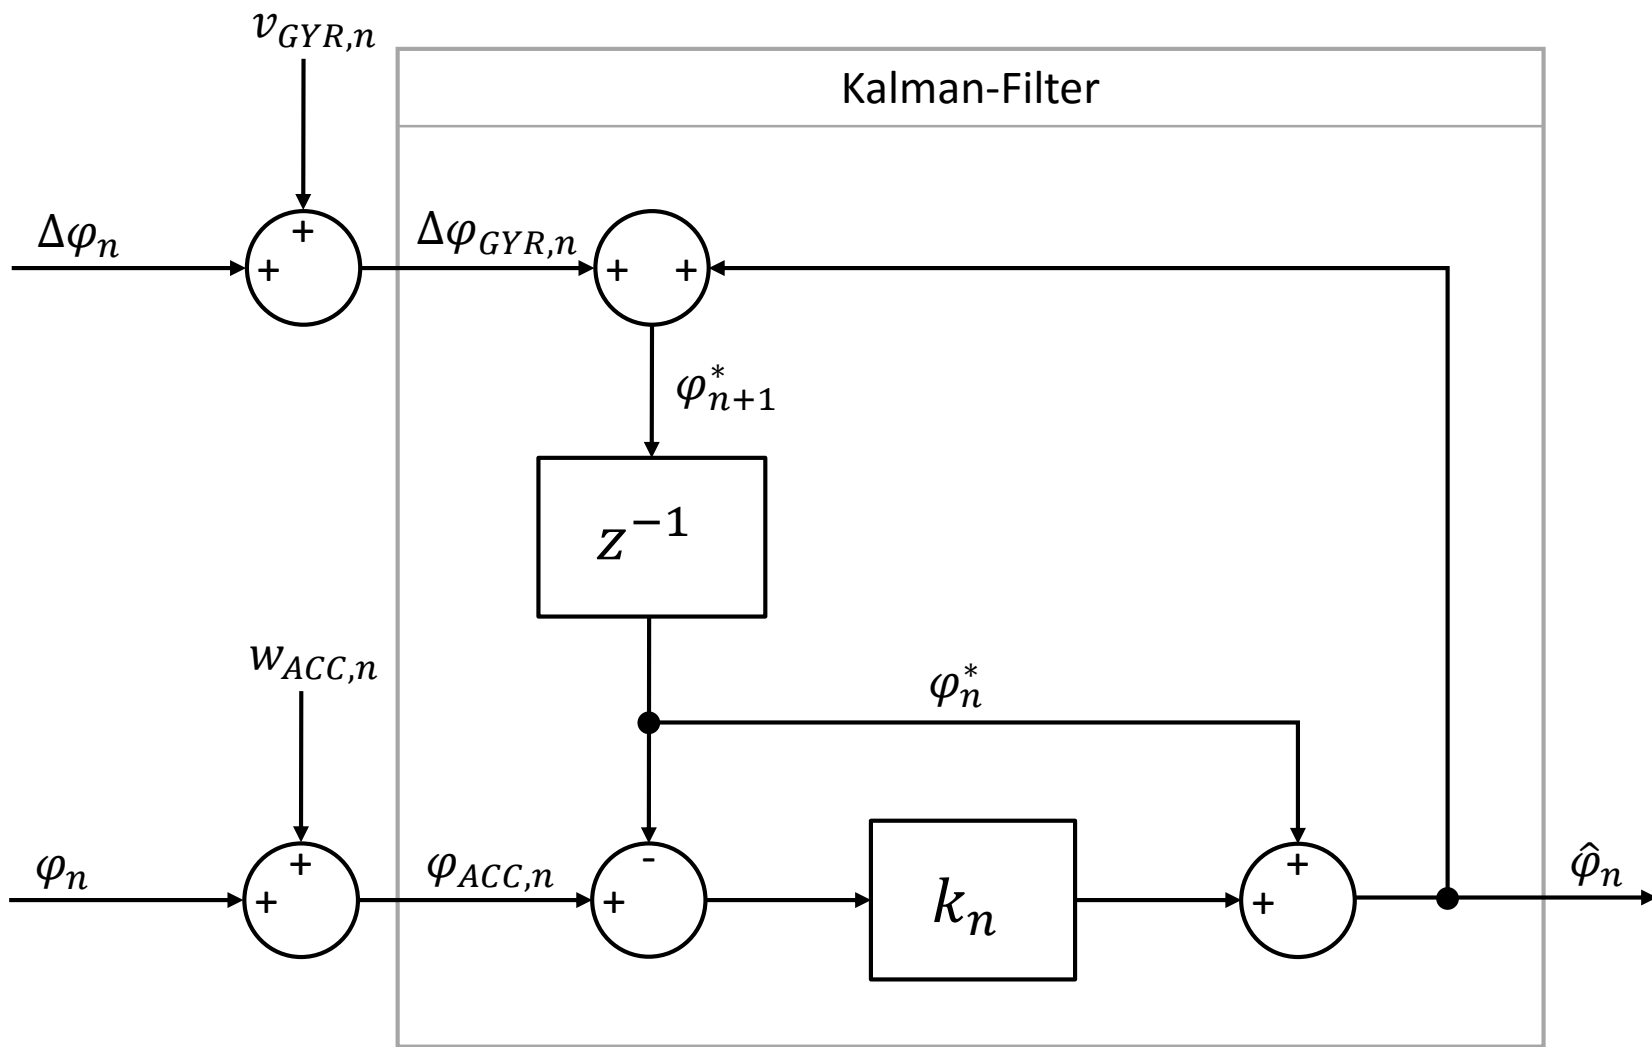 v_{GYR,n}
Kalman-Filter
Δφ_n
+
+
Δφ_{GYR,n}
+ +
φ^*_{n+1}
z^{-1}
w_{ACC,n}
φ^*_n
φ_n
+
+
φ_{ACC,n}
-
+
k_n
+
+
φ̂_n